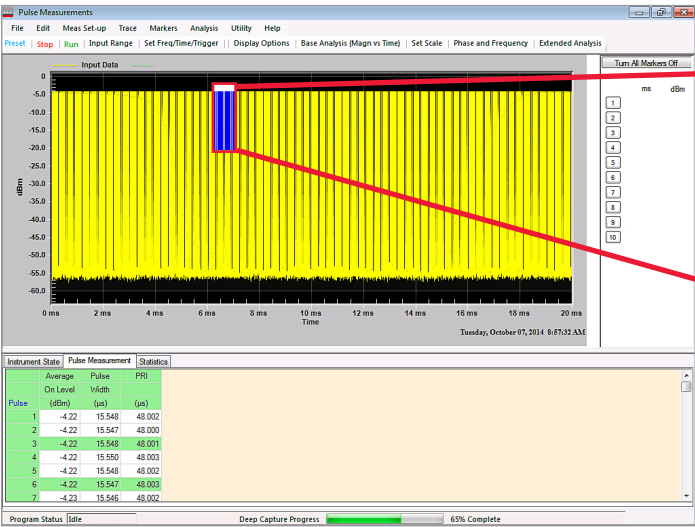 Pulse Measurements
File Edit Meas Set-up Trace Markers Analysis Utility Help
Preset Stop Run Input Range Set Freq/Time/Trigger Display Options Base Analysis (Magn vs Time) Set Scale Phase and Frequency Extended Analysis
Input Data
Turn All Markers Off
ms dBm
1
2
3
4
5
6
7
8
9
10
dBm
0
-5.0
-10.0
-15.0
-20.0
-25.0
-30.0
-35.0
-40.0
-45.0
-50.0
-55.0
-60.0
0 ms 2 ms 4 ms 6 ms 8 ms 10 ms 12 ms 14 ms 16 ms 18 ms 20 ms
Time
Tuesday, October 07, 2014 8:57:32 AM
Instrument State Pulse Measurement Statistics
Average Pulse PRI
On Level Width
Pulse (dBm) (µs) (µs)
1 -4.22 15.548 48.002
2 -4.22 15.547 48.000
3 -4.22 15.548 48.001
4 -4.22 15.550 48.003
5 -4.22 15.548 48.002
6 -4.22 15.547 48.003
7 -4.23 15.546 48.002
Program Status Idle Deep Capture Progress 65% Complete